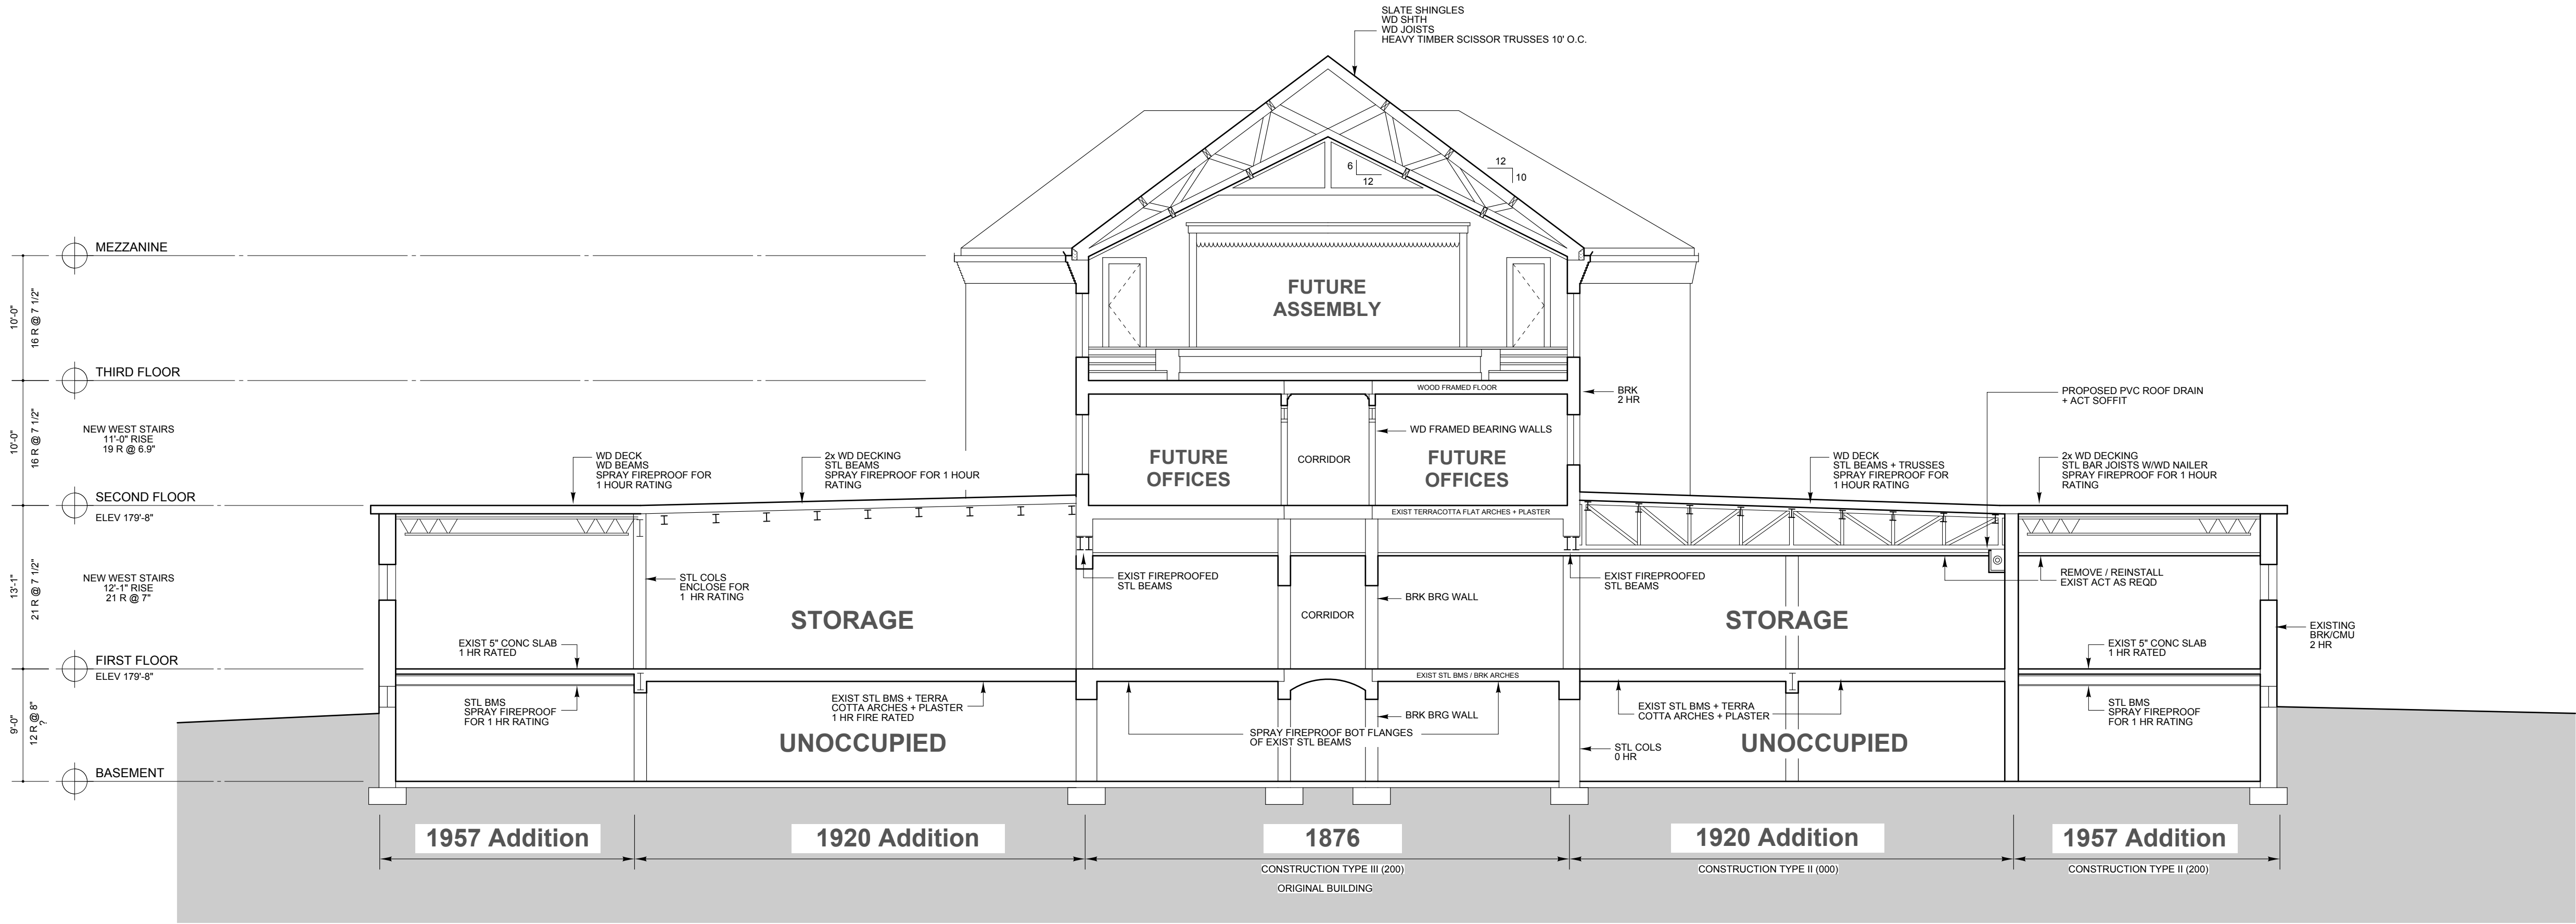 SLATE SHINGLES
WD SHTH
WD JOISTS
HEAVY TIMBER SCISSOR TRUSSES 10' O.C.
12
10
6
12
MEZZANINE
10'-0"
16 R @ 7 1/2"
FUTURE
ASSEMBLY
THIRD FLOOR
WOOD FRAMED FLOOR
BRK
2 HR
PROPOSED PVC ROOF DRAIN
+ ACT SOFFIT
10'-0"
16 R @ 7 1/2"
NEW WEST STAIRS
11'-0" RISE
19 R @ 6.9"
WD FRAMED BEARING WALLS
FUTURE
OFFICES
CORRIDOR
FUTURE
OFFICES
WD DECK
WD BEAMS
SPRAY FIREPROOF FOR
1 HOUR RATING
2x WD DECKING
STL BEAMS
SPRAY FIREPROOF FOR 1 HOUR
RATING
WD DECK
STL BEAMS + TRUSSES
SPRAY FIREPROOF FOR
1 HOUR RATING
2x WD DECKING
STL BAR JOISTS W/WD NAILER
SPRAY FIREPROOF FOR 1 HOUR
RATING
SECOND FLOOR
ELEV 179'-8"
EXIST TERRACOTTA FLAT ARCHES + PLASTER
13'-1"
21 R @ 7 1/2"
NEW WEST STAIRS
12'-1" RISE
21 R @ 7"
STL COLS
ENCLOSE FOR
1 HR RATING
EXIST FIREPROOFED
STL BEAMS
EXIST FIREPROOFED
STL BEAMS
REMOVE / REINSTALL
EXIST ACT AS REQD
BRK BRG WALL
CORRIDOR
STORAGE
STORAGE
EXISTING
BRK/CMU
2 HR
EXIST 5" CONC SLAB
1 HR RATED
EXIST 5" CONC SLAB
1 HR RATED
FIRST FLOOR
ELEV 179'-8"
EXIST STL BMS / BRK ARCHES
9'-0"
12 R @ 8"
?
STL BMS
SPRAY FIREPROOF
FOR 1 HR RATING
EXIST STL BMS + TERRA
COTTA ARCHES + PLASTER
1 HR FIRE RATED
BRK BRG WALL
EXIST STL BMS + TERRA
COTTA ARCHES + PLASTER
STL BMS
SPRAY FIREPROOF
FOR 1 HR RATING
SPRAY FIREPROOF BOT FLANGES
OF EXIST STL BEAMS
UNOCCUPIED
STL COLS
0 HR
UNOCCUPIED
BASEMENT
1957 Addition
1920 Addition
1876
1920 Addition
1957 Addition
CONSTRUCTION TYPE III (200)
CONSTRUCTION TYPE II (000)
CONSTRUCTION TYPE II (200)
ORIGINAL BUILDING